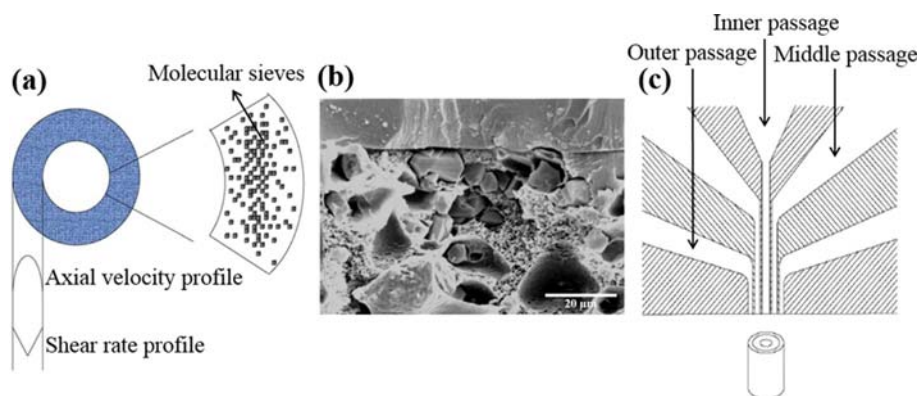 (a)
Molecular sieves
Axial velocity profile
Shear rate profile
(b)
20 μm
(c)
Inner passage
Outer passage
Middle passage